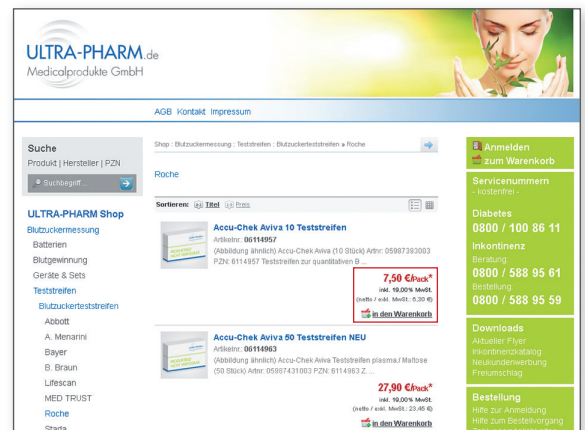 ULTRA-PHARM.de
Medicalprodukte GmbH
AGB Kontakt Impressum
Suche
Produkt | Hersteller | PZN
Suchbegriff...
ULTRA-PHARM Shop
Blutzuckermessung
Batterien
Blutgewinnung
Geräte & Sets
Teststreifen
Blutzuckerteststreifen
Abbott
A. Menarini
Bayer
B. Braun
Lifescan
MED TRUST
Roche
Stada
Shop : Blutzuckermessung : Teststreifen : Blutzuckerteststreifen » Roche
Roche
Sortieren: Titel Preis
Accu-Chek Aviva 10 Teststreifen
Artikelnr.: 06114957
(Abbildung ähnlich) Accu-Chek Aviva (10 Stück) Artnr: 05987393003
PZN: 6114957 Teststreifen zur quantitativen B ...
7,50 €/Pack*
inkl. 19,00% MwSt.
(netto / exkl. MwSt.: 6,30 €)
in den Warenkorb
Accu-Chek Aviva 50 Teststreifen NEU
Artikelnr.: 06114963
(Abbildung ähnlich) Accu-Chek Aviva Teststreifen plasma./ Maltose
(50 Stück) Artnr: 05987431003 PZN: 6114963 Z. ...
27,90 €/Pack*
inkl. 19,00% MwSt.
(netto / exkl. MwSt.: 23,45 €)
in den Warenkorb
Anmelden
zum Warenkorb
Servicenummern
- kostenfrei -
Diabetes
0800 / 100 86 11
Inkontinenz
Beratung:
0800 / 588 95 61
Bestellung:
0800 / 588 95 59
Downloads
Aktueller Flyer
Inkontinenzkatalog
Neukundenwerbung
Freiumschlag
Bestellung
Hilfe zur Anmeldung
Hilfe zum Bestellvorgang